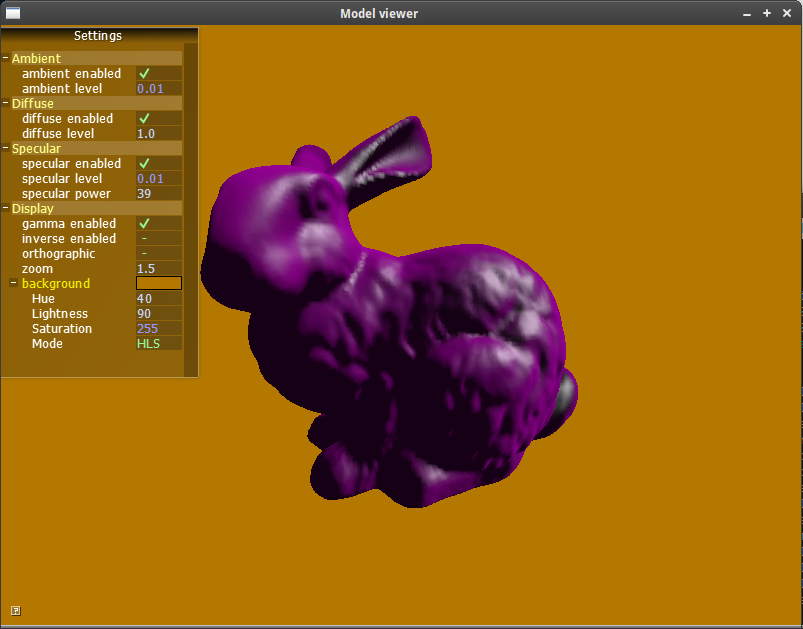 Model viewer
Settings
Ambient
ambient enabled ✓
ambient level 0.01
Diffuse
diffuse enabled ✓
diffuse level 1.0
Specular
specular enabled ✓
specular level 0.01
specular power 39
Display
gamma enabled ✓
inverse enabled -
orthographic -
zoom 1.5
background
Hue 40
Lightness 90
Saturation 255
Mode HLS
?